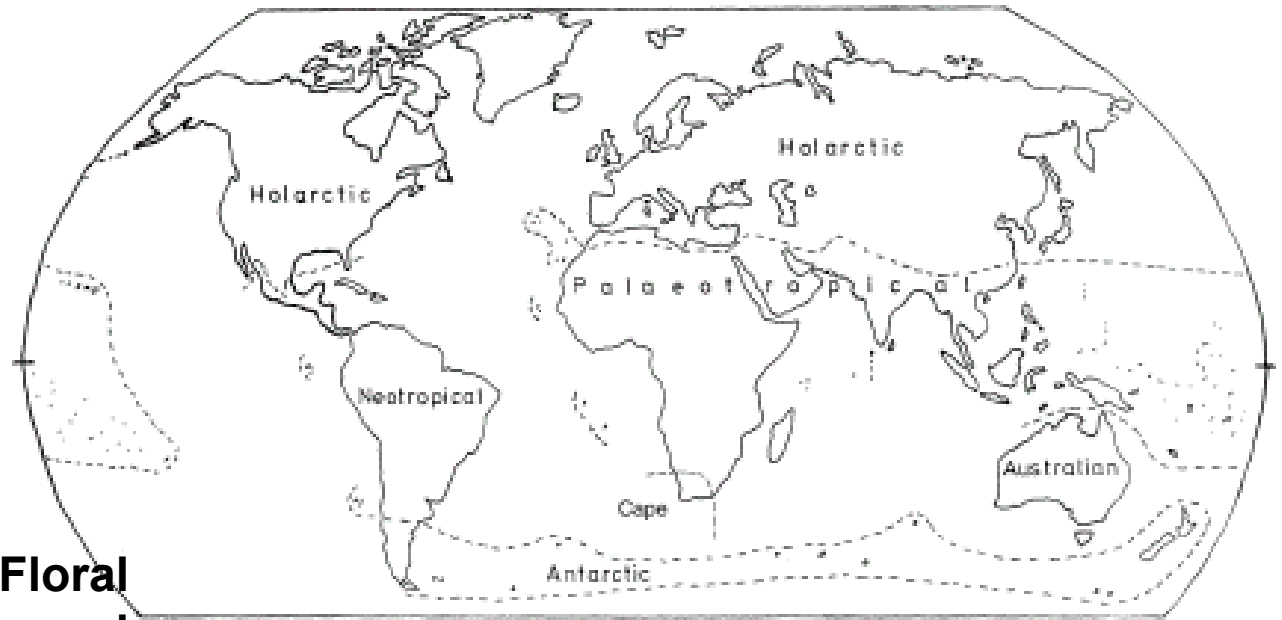 Holarctic
Holarctic
Palaeotropical
Neotropical
Australian
Cape
Antarctic
Floral